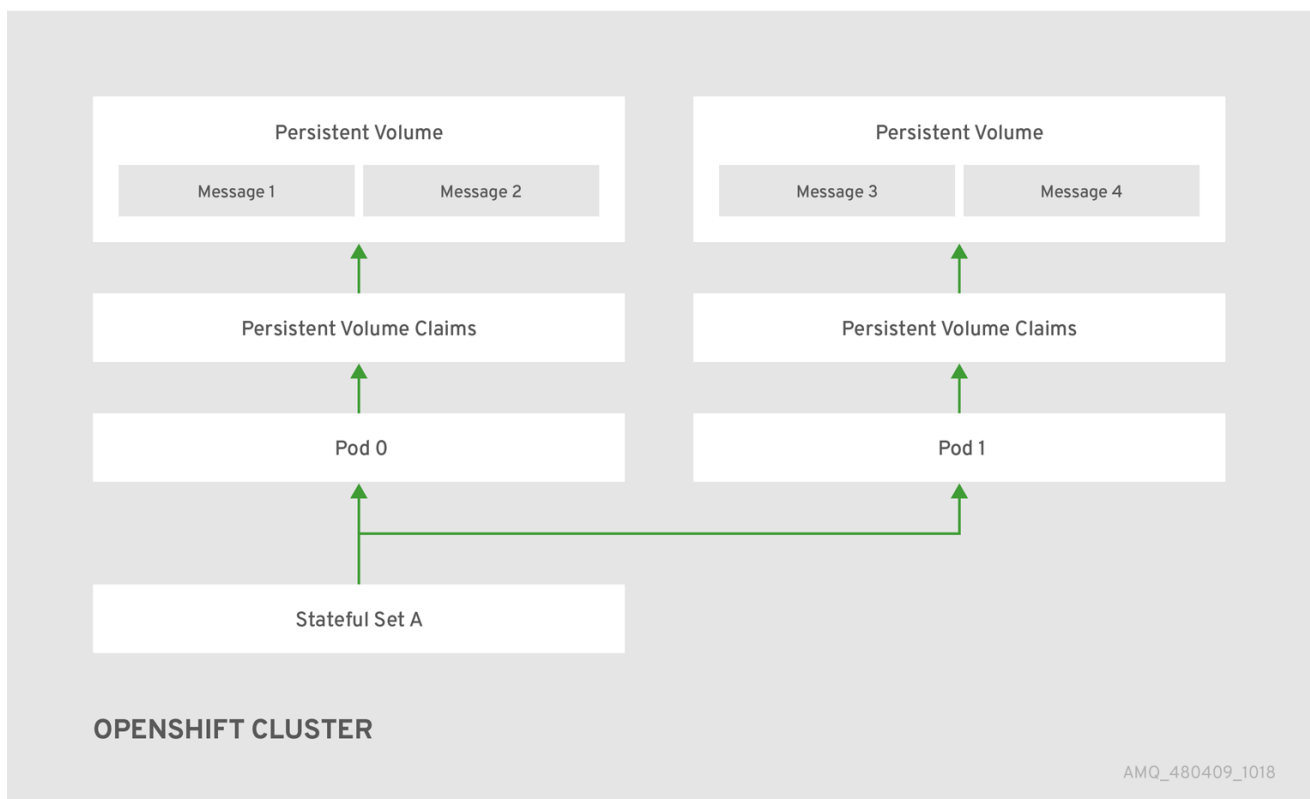 Persistent Volume
Message 1
Message 2
Persistent Volume
Message 3
Message 4
Persistent Volume Claims
Persistent Volume Claims
Pod 0
Pod 1
Stateful Set A
OPENSHIFT CLUSTER
AMQ_480409_1018